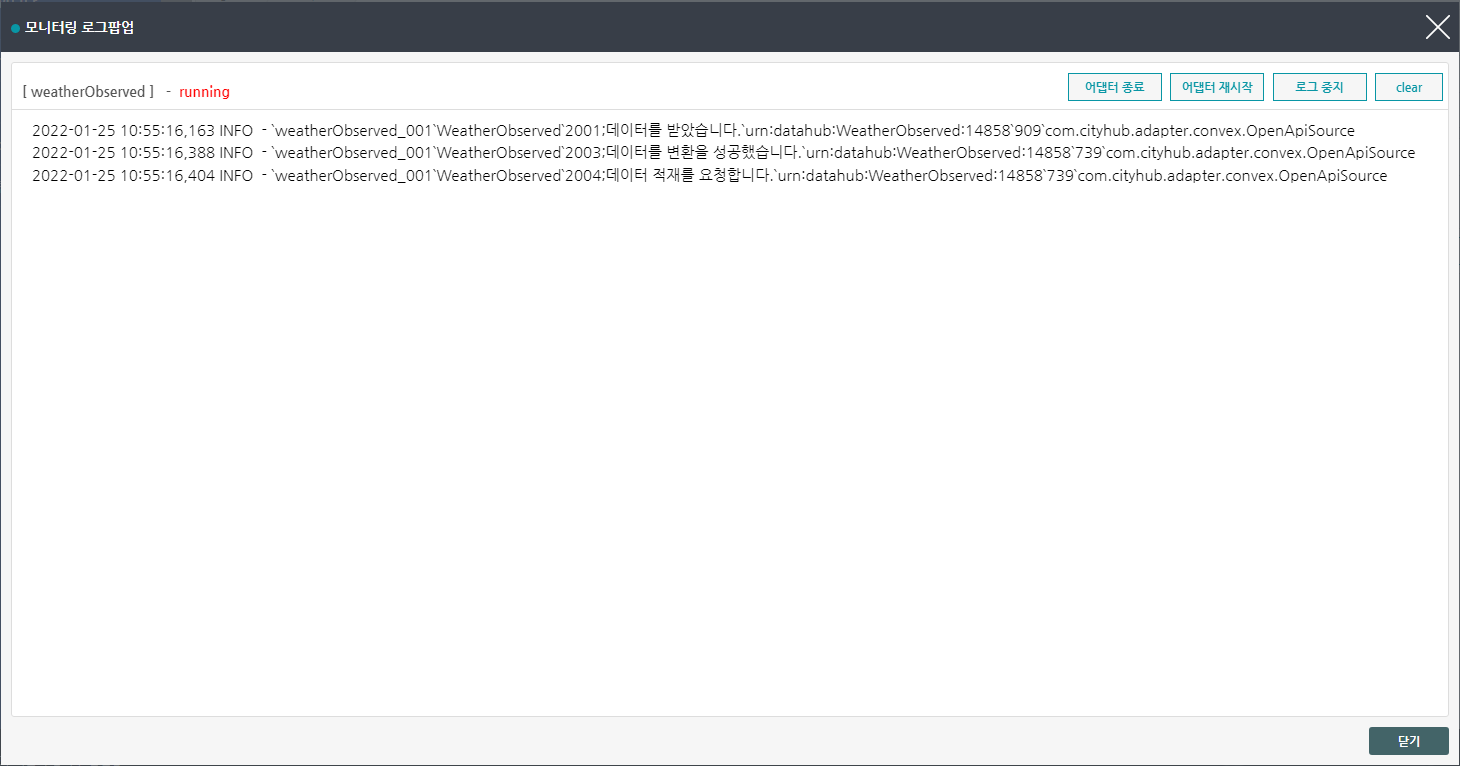 모니터링 로그팝업
[ weatherObserved ] - running
어댑터 종료 어댑터 재시작 로그 중지 clear
2022-01-25 10:55:16,163 INFO - `weatherObserved_001`WeatherObserved`2001;데이터를 받았습니다.`urn:datahub:WeatherObserved:14858`909`com.cityhub.adapter.convex.OpenApiSource
2022-01-25 10:55:16,388 INFO - `weatherObserved_001`WeatherObserved`2003;데이터를 변환을 성공했습니다.`urn:datahub:WeatherObserved:14858`739`com.cityhub.adapter.convex.OpenApiSource
2022-01-25 10:55:16,404 INFO - `weatherObserved_001`WeatherObserved`2004;데이터 적재를 요청합니다.`urn:datahub:WeatherObserved:14858`739`com.cityhub.adapter.convex.OpenApiSource
닫기